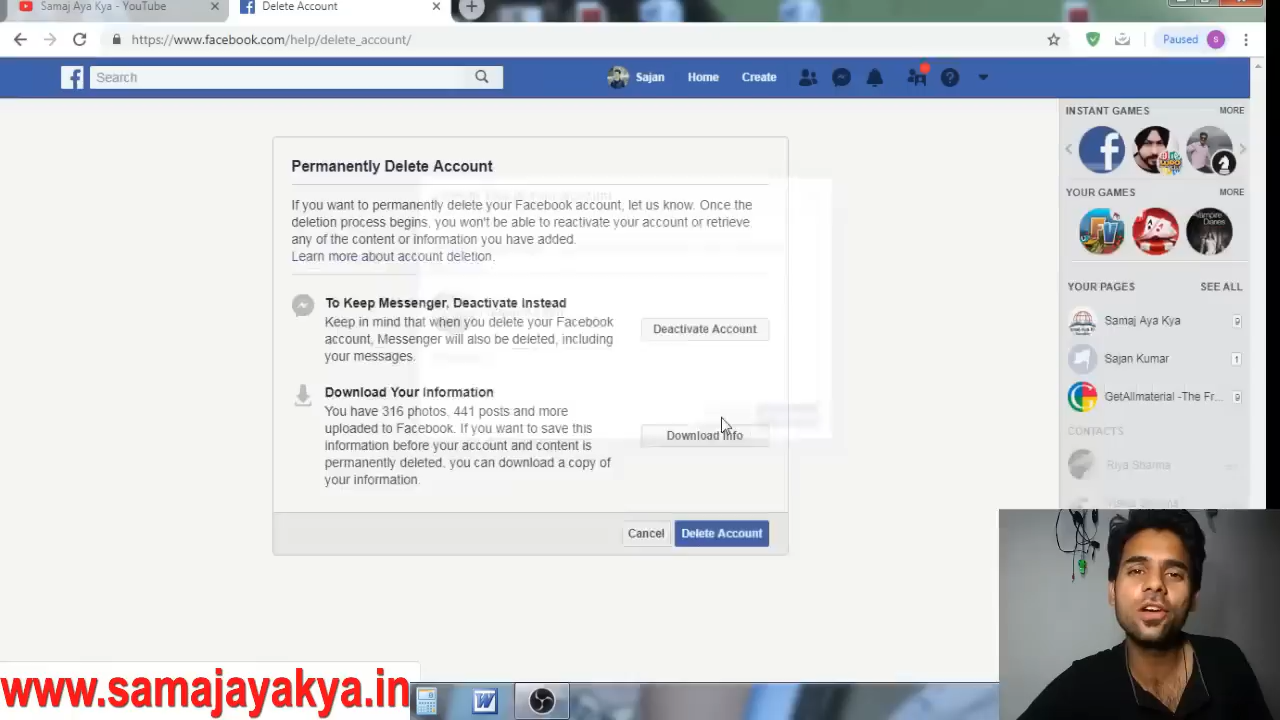 Samaj Aya Kya - YouTube
Delete Account
https://www.facebook.com/help/delete_account/
Paused
S
Search
Sajan
Home
Create
INSTANT GAMES
MORE
YOUR GAMES
MORE
YOUR PAGES
SEE ALL
Samaj Aya Kya
9
Sajan Kumar
1
GetAllmaterial -The Fr...
9
CONTACTS
Riya Sharma
Permanently Delete Account
If you want to permanently delete your Facebook account, let us know. Once the
deletion process begins, you won't be able to reactivate your account or retrieve
any of the content or information you have added.
Learn more about account deletion.
To Keep Messenger, Deactivate Instead
Keep in mind that when you delete your Facebook
account, Messenger will also be deleted, including
your messages.
Deactivate Account
Download Your Information
You have 316 photos, 441 posts and more
uploaded to Facebook. If you want to save this
information before your account and content is
permanently deleted, you can download a copy of
your information.
Download Info
Cancel
Delete Account
www.samajayakya.in